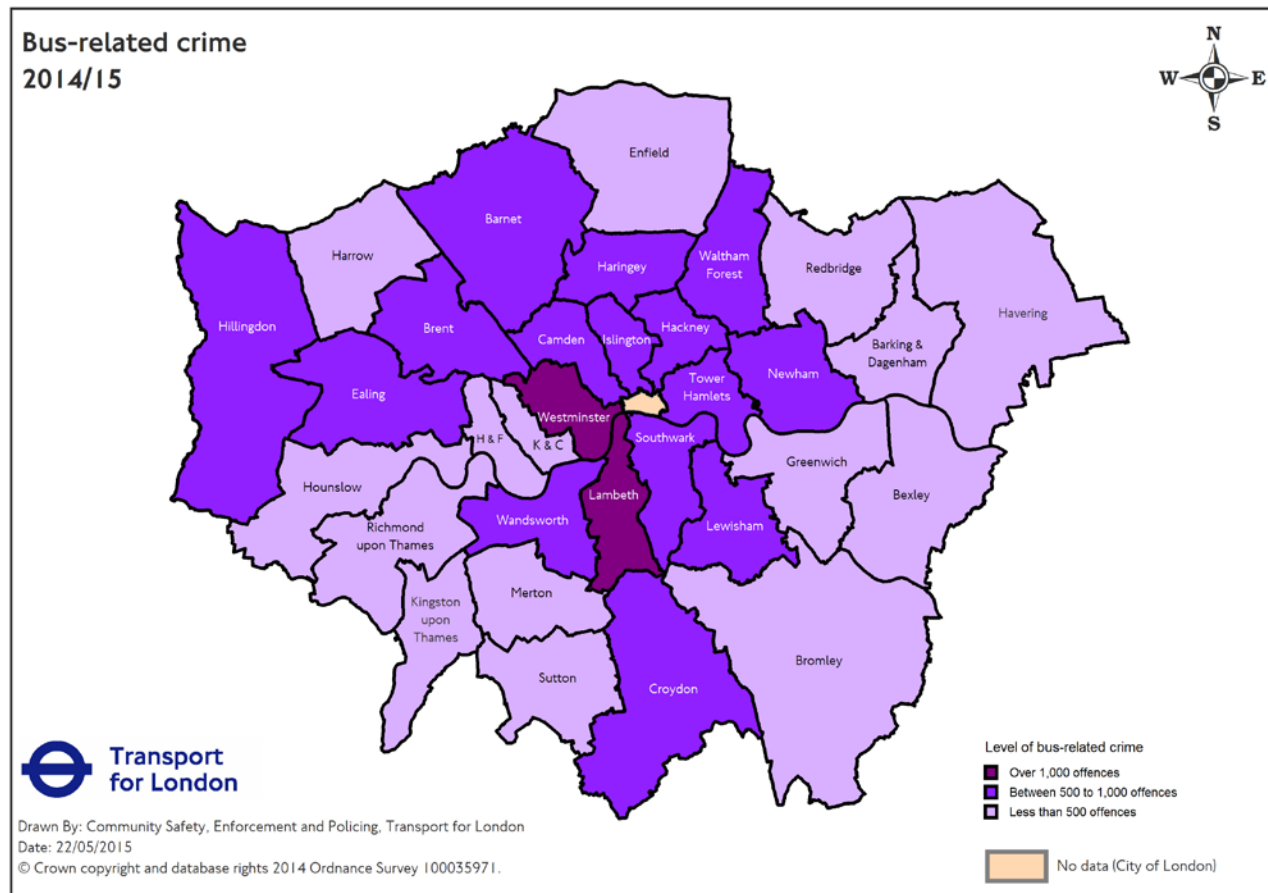 Bus-related crime
2014/15
N
W
E
S
Enfield
Barnet
Harrow
Haringey
Waltham
Forest
Redbridge
Havering
Hillingdon
Brent
Camden
Islington
Hackney
Barking &
Dagenham
Ealing
Tower
Hamlets
Newham
Westminster
H & F
K & C
Southwark
Greenwich
Hounslow
Lambeth
Bexley
Richmond
upon Thames
Wandsworth
Lewisham
Kingston
upon
Thames
Merton
Sutton
Croydon
Bromley
Transport
for London
Level of bus-related crime
Over 1,000 offences
Between 500 to 1,000 offences
Less than 500 offences
No data (City of London)
Drawn By: Community Safety, Enforcement and Policing, Transport for London
Date: 22/05/2015
© Crown copyright and database rights 2014 Ordnance Survey 100035971.